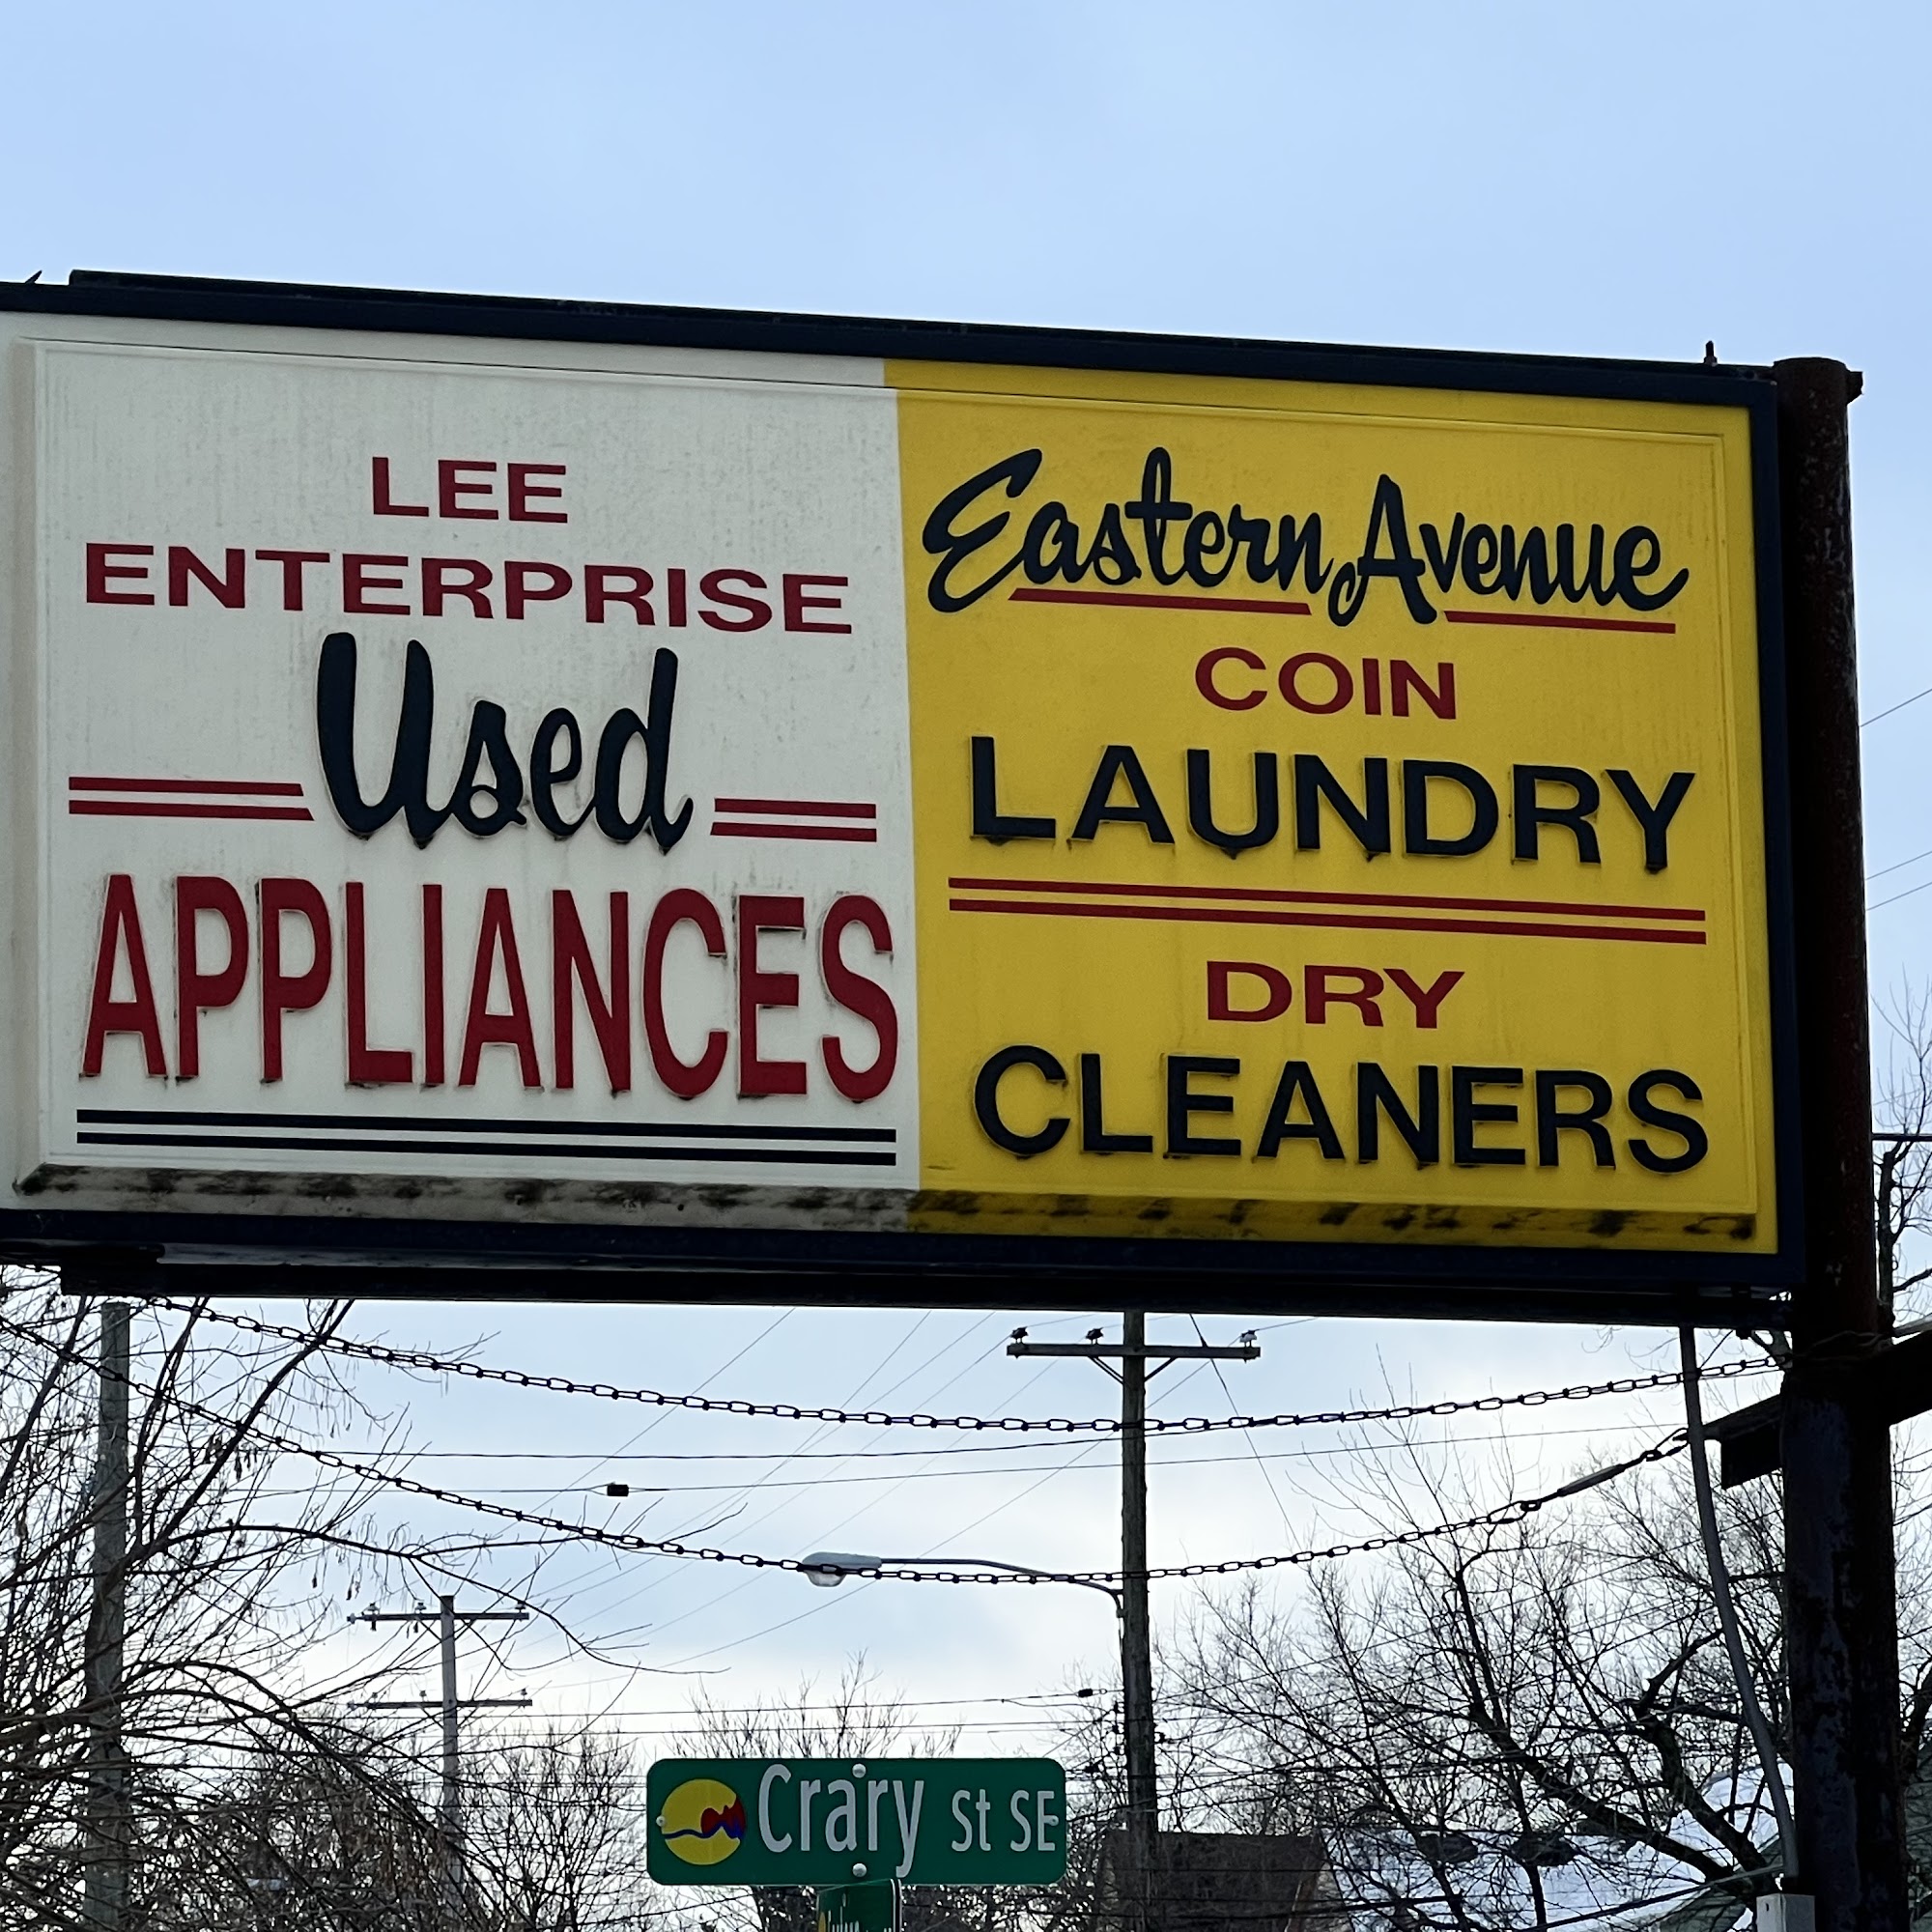 LEE
ENTERPRISE
Used
APPLIANCES
Eastern Avenue
COIN
LAUNDRY
DRY
CLEANERS
Crary St SE